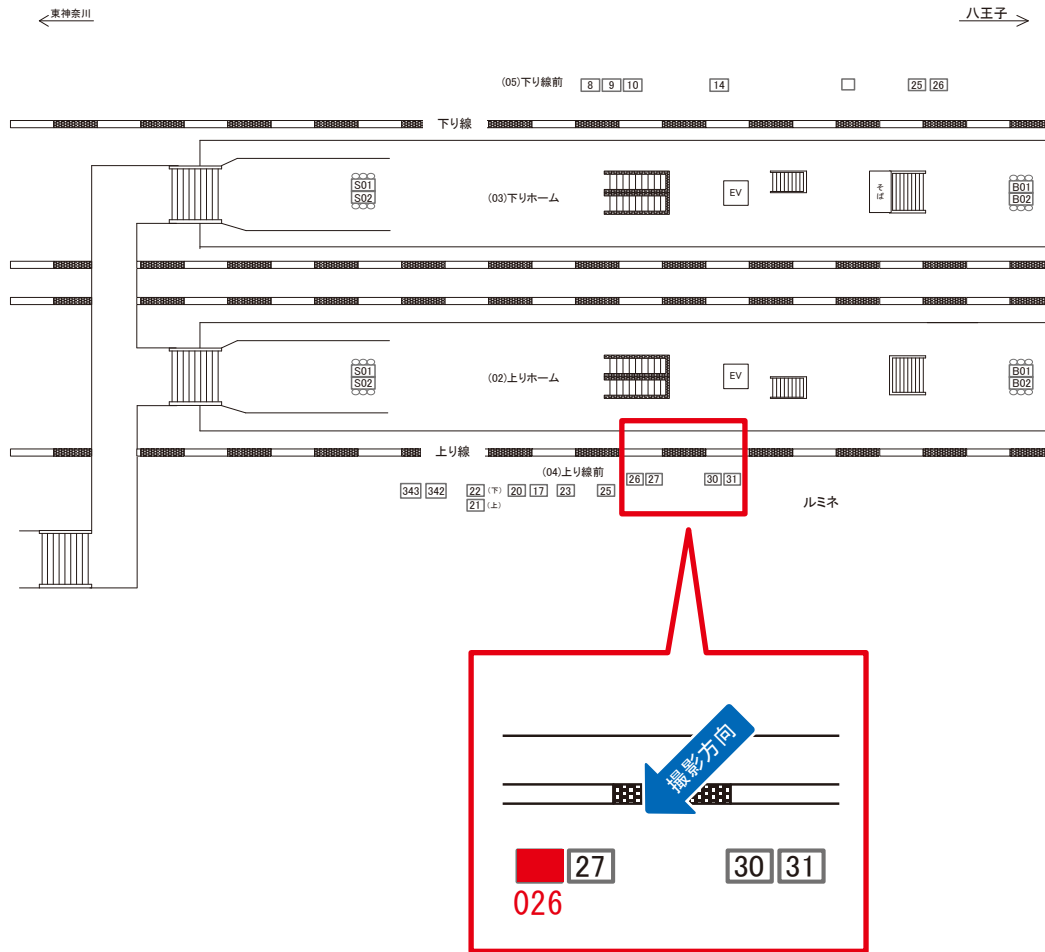 東神奈川
八王子
(05)下り線前 8 9 10 14 25 26
下り線
S01
S02
(03)下りホーム
EV
そば
B01
B02
S01
S02
(02)上りホーム
EV
B01
B02
上り線
(04)上り線前
26 27 30 31
343 342 22 (下) 20 17 23 25
21 (上)
ルミネ
撮影方向
27 30 31
026